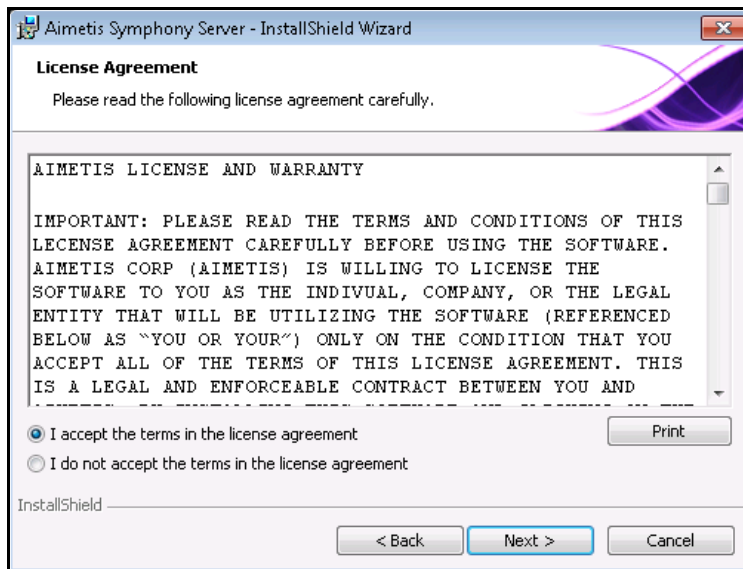 Aimetis Symphony Server - InstallShield Wizard
License Agreement
Please read the following license agreement carefully.
AIMETIS LICENSE AND WARRANTY
IMPORTANT: PLEASE READ THE TERMS AND CONDITIONS OF THIS
LECENSE AGREEMENT CAREFULLY BEFORE USING THE SOFTWARE.
AIMETIS CORP (AIMETIS) IS WILLING TO LICENSE THE
SOFTWARE TO YOU AS THE INDIVUAL, COMPANY, OR THE LEGAL
ENTITY THAT WILL BE UTILIZING THE SOFTWARE (REFERENCED
BELOW AS “YOU OR YOUR”) ONLY ON THE CONDITION THAT YOU
ACCEPT ALL OF THE TERMS OF THIS LICENSE AGREEMENT. THIS
IS A LEGAL AND ENFORCEABLE CONTRACT BETWEEN YOU AND
I accept the terms in the license agreement
Print
I do not accept the terms in the license agreement
InstallShield
< Back
Next >
Cancel